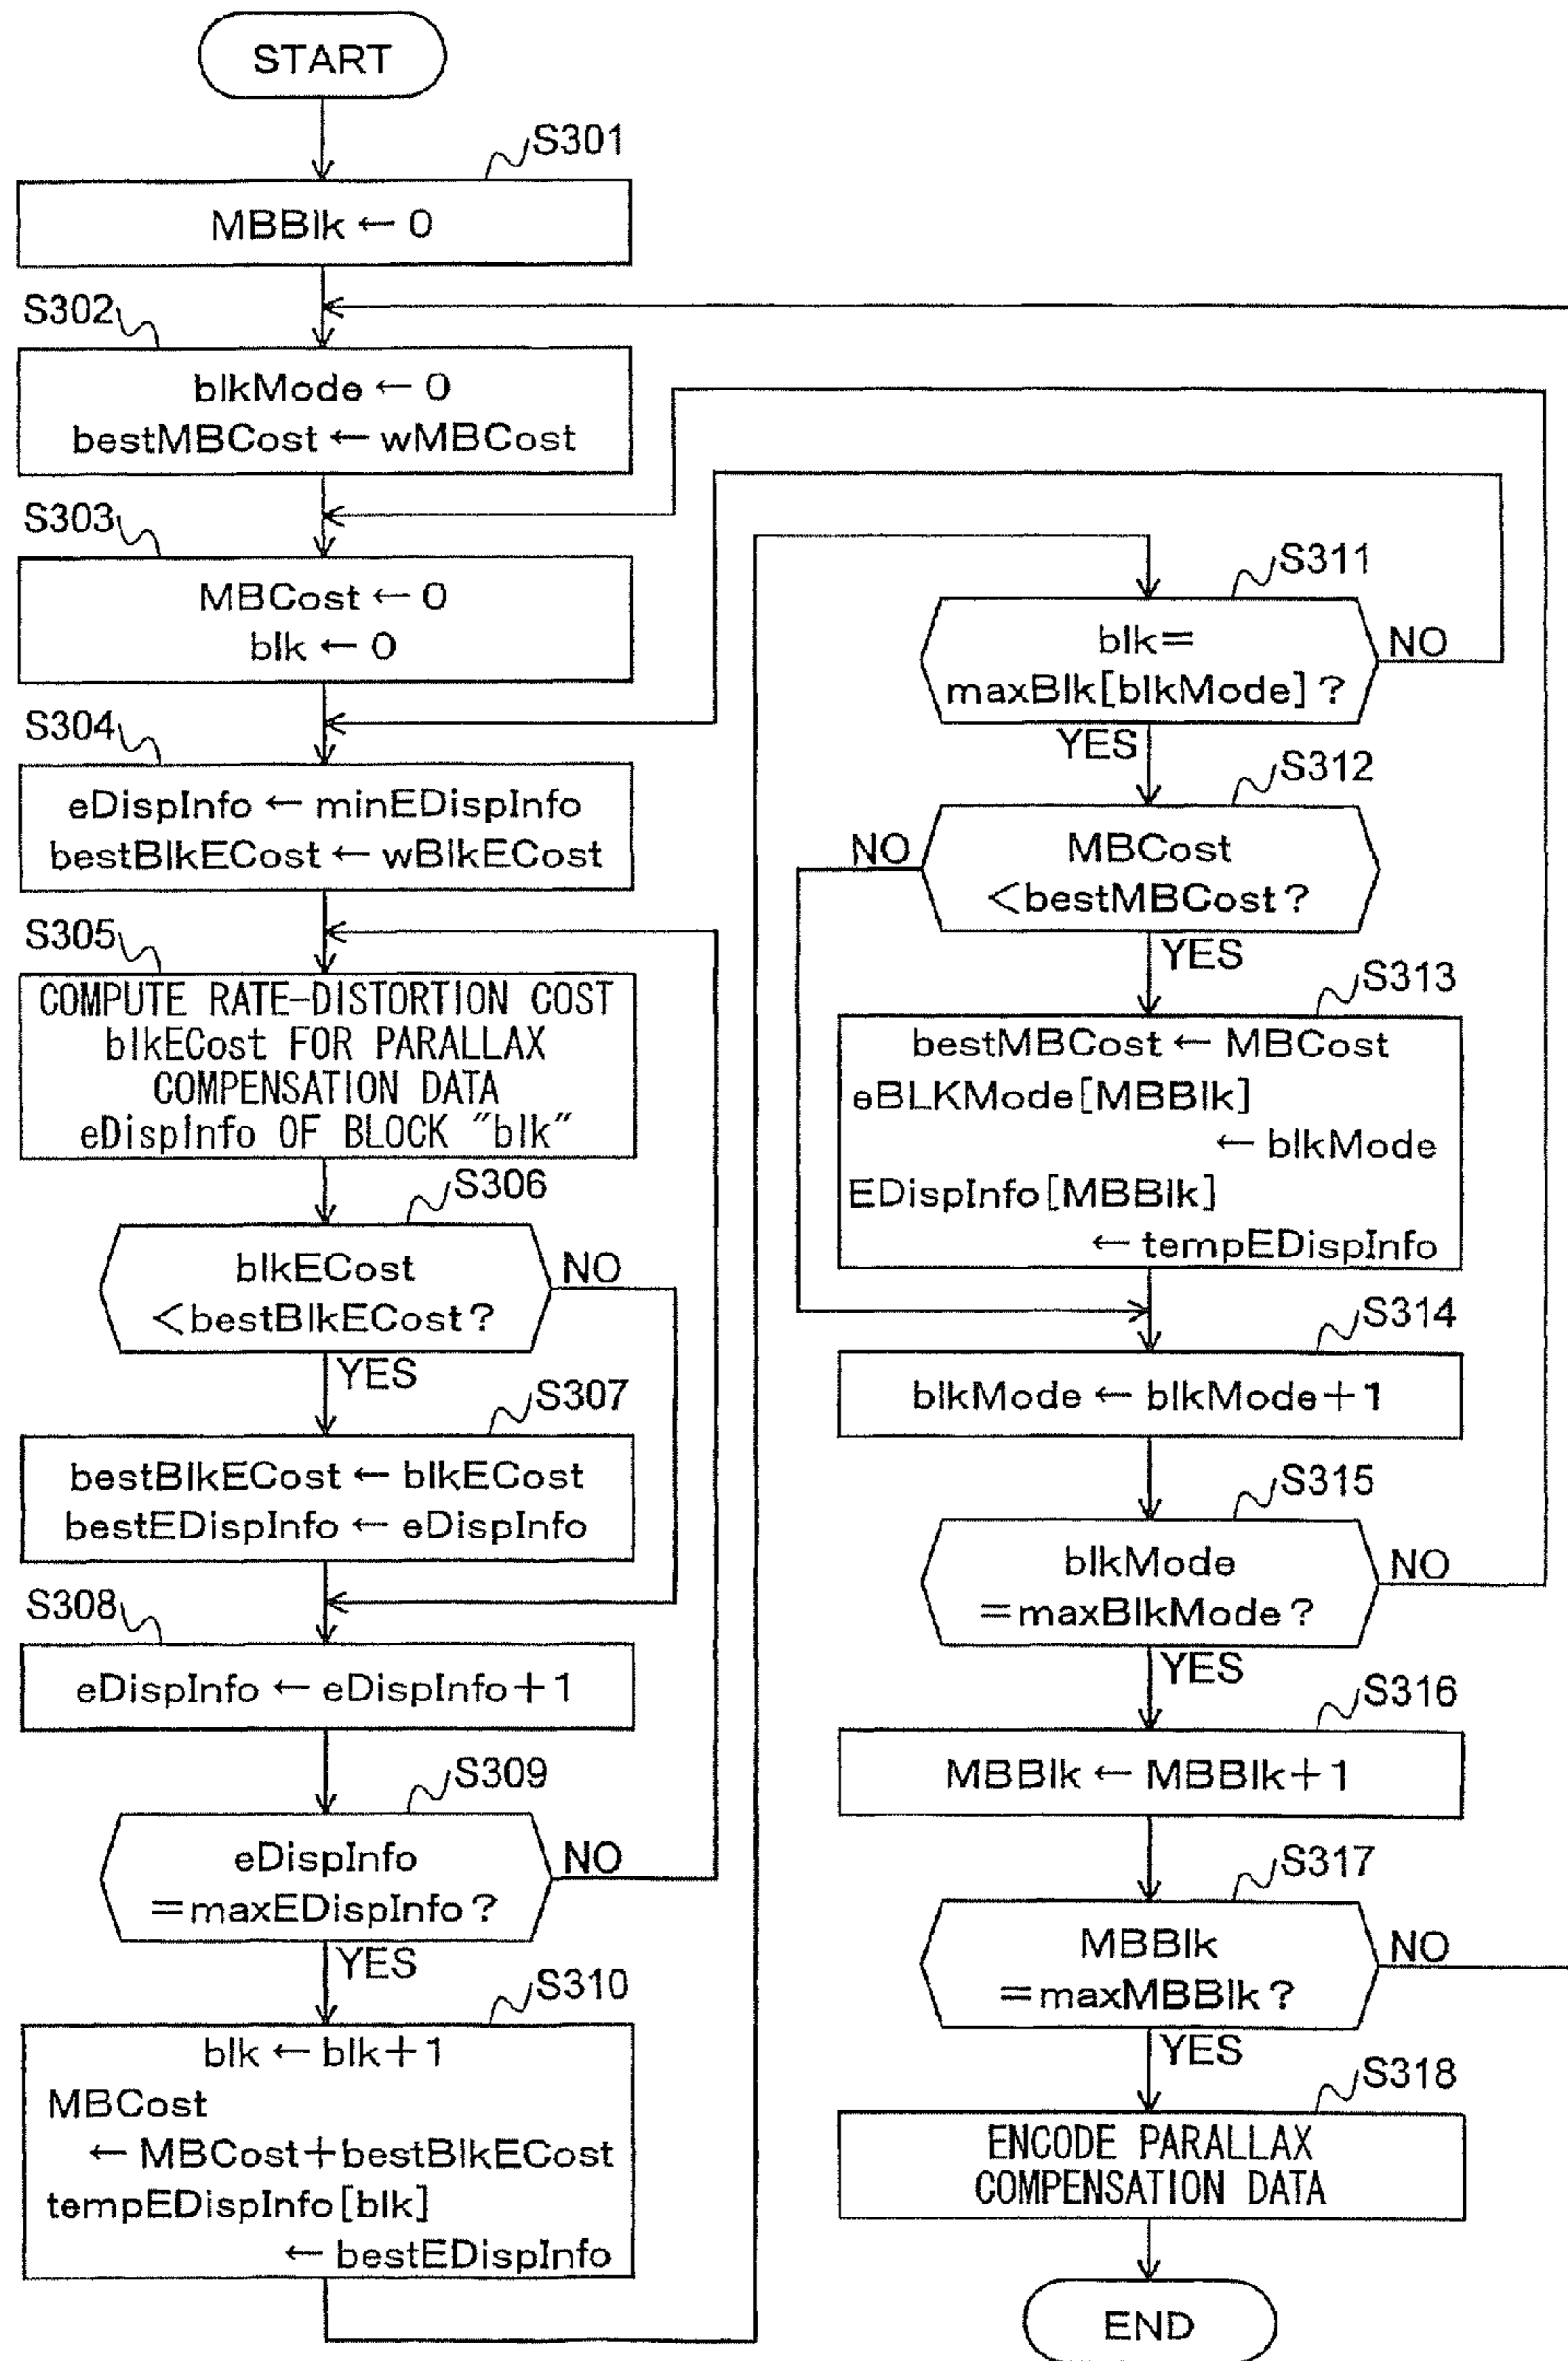 START
S301
MBBlk ← 0
S302
blkMode ← 0
bestMBCost ← wMBCost
S303
MBCost ← 0
blk ← 0
S304
eDispInfo ← minEDispInfo
bestBlkECost ← wBlkECost
S305
COMPUTE RATE-DISTORTION COST
blkECost FOR PARALLAX
COMPENSATION DATA
eDispInfo OF BLOCK "blk"
S306
blkECost
<bestBlkECost?
NO
YES
S307
bestBlkECost ← blkECost
bestEDispInfo ← eDispInfo
S308
eDispInfo ← eDispInfo+1
S309
eDispInfo
=maxEDispInfo?
NO
YES
S310
blk ← blk+1
MBCost
← MBCost+bestBlkECost
tempEDispInfo[blk]
← bestEDispInfo
S311
blk=
maxBlk[blkMode]?
NO
YES
S312
MBCost
<bestMBCost?
NO
YES
S313
bestMBCost ← MBCost
eBLKMode[MBBlk]
← blkMode
EDispInfo[MBBlk]
← tempEDispInfo
S314
blkMode ← blkMode+1
S315
blkMode
=maxBlkMode?
NO
YES
S316
MBBlk ← MBBlk+1
S317
MBBlk
=maxMBBlk?
NO
YES
S318
ENCODE PARALLAX
COMPENSATION DATA
END